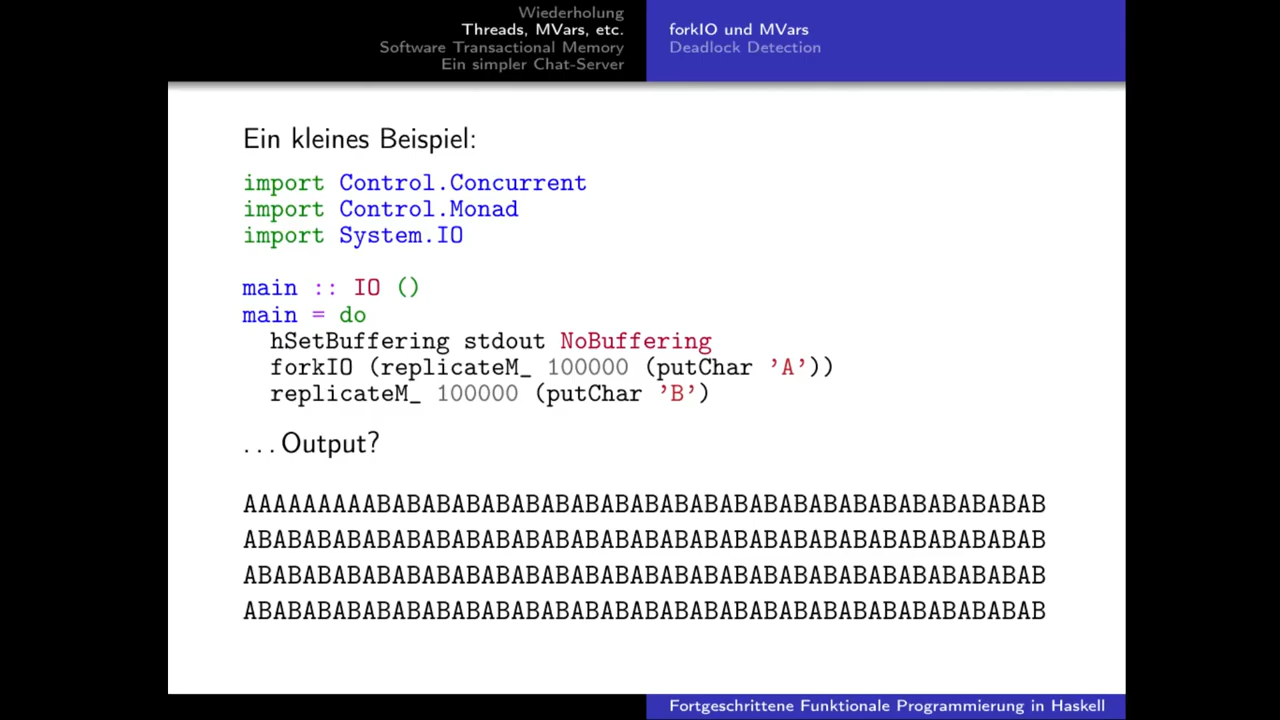 Wiederholung
Threads, MVars, etc.
Software Transactional Memory
Ein simpler Chat-Server
forkIO und MVars
Deadlock Detection
Ein kleines Beispiel:
import Control.Concurrent
import Control.Monad
import System.IO
main :: IO ()
main = do
hSetBuffering stdout NoBuffering
forkIO (replicateM_ 100000 (putChar ’A’))
replicateM_ 100000 (putChar ’B’)
...Output?
AAAAAAAAABABABABABABABABABABABABABABABABABABABABABABAB
ABABABABABABABABABABABABABABABABABABABABABABABABABABAB
ABABABABABABABABABABABABABABABABABABABABABABABABABABAB
ABABABABABABABABABABABABABABABABABABABABABABABABABABAB
Fortgeschrittene Funktionale Programmierung in Haskell